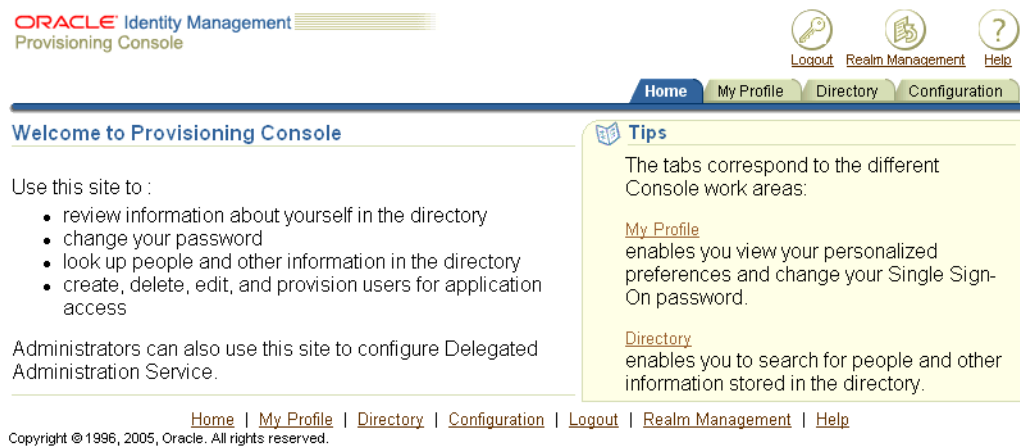 ORACLE Identity Management
Provisioning Console
Logout Realm Management Help
Home My Profile Directory Configuration
Welcome to Provisioning Console
Use this site to :
• review information about yourself in the directory
• change your password
• look up people and other information in the directory
• create, delete, edit, and provision users for application
access
Administrators can also use this site to configure Delegated
Administration Service.
Tips
The tabs correspond to the different
Console work areas:
My Profile
enables you view your personalized
preferences and change your Single Sign-
On password.
Directory
enables you to search for people and other
information stored in the directory.
Home | My Profile | Directory | Configuration | Logout | Realm Management | Help
Copyright © 1996, 2005, Oracle. All rights reserved.